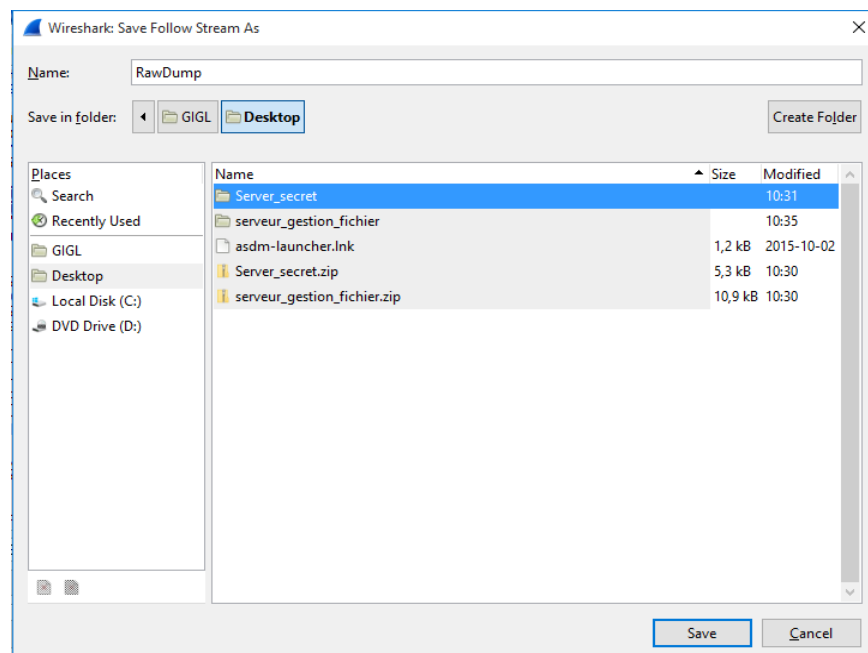 Wireshark: Save Follow Stream As
Name: RawDump
Save in folder: GIGL Desktop Create Folder
Places Name Size Modified
Search Server_secret 10:31
Recently Used serveur_gestion_fichier 10:35
GIGL asdm-launcher.lnk 1,2 kB 2015-10-02
Desktop Server_secret.zip 5,3 kB 10:30
Local Disk (C:) serveur_gestion_fichier.zip 10,9 kB 10:30
DVD Drive (D:)
Save Cancel